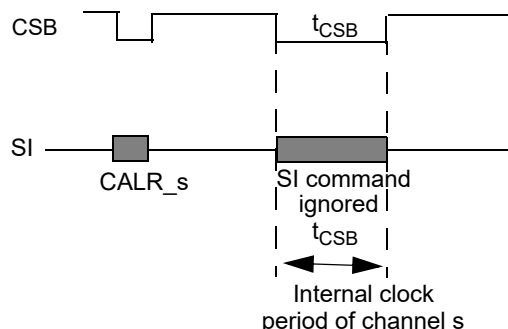 CSB
tCSB
SI
CALR_s
SI command
ignored
tCSB
Internal clock
period of channel s